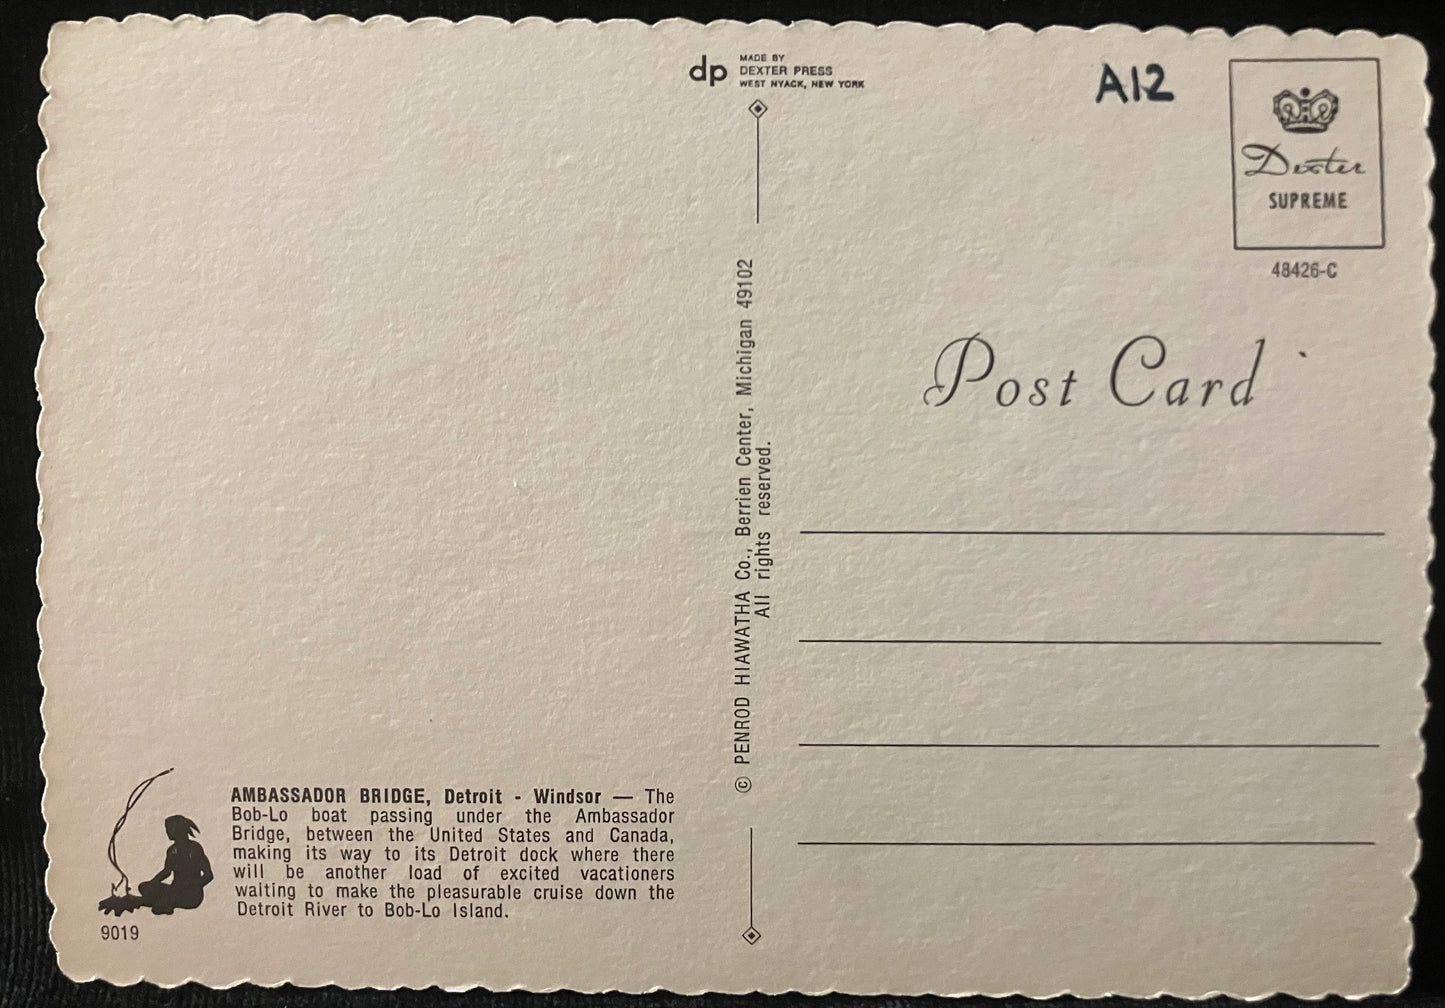 dp
MADE BY
DEXTER PRESS
WEST NYACK, NEW YORK
A12
Dexter
SUPREME
48426-C
Post Card
© PENROD HIAWATHA Co., Berrien Center, Michigan 49102
All rights reserved.
AMBASSADOR BRIDGE, Detroit - Windsor — The
Bob-Lo boat passing under the Ambassador
Bridge, between the United States and Canada,
making its way to its Detroit dock where there
will be another load of excited vacationers
waiting to make the pleasurable cruise down the
Detroit River to Bob-Lo Island.
9019